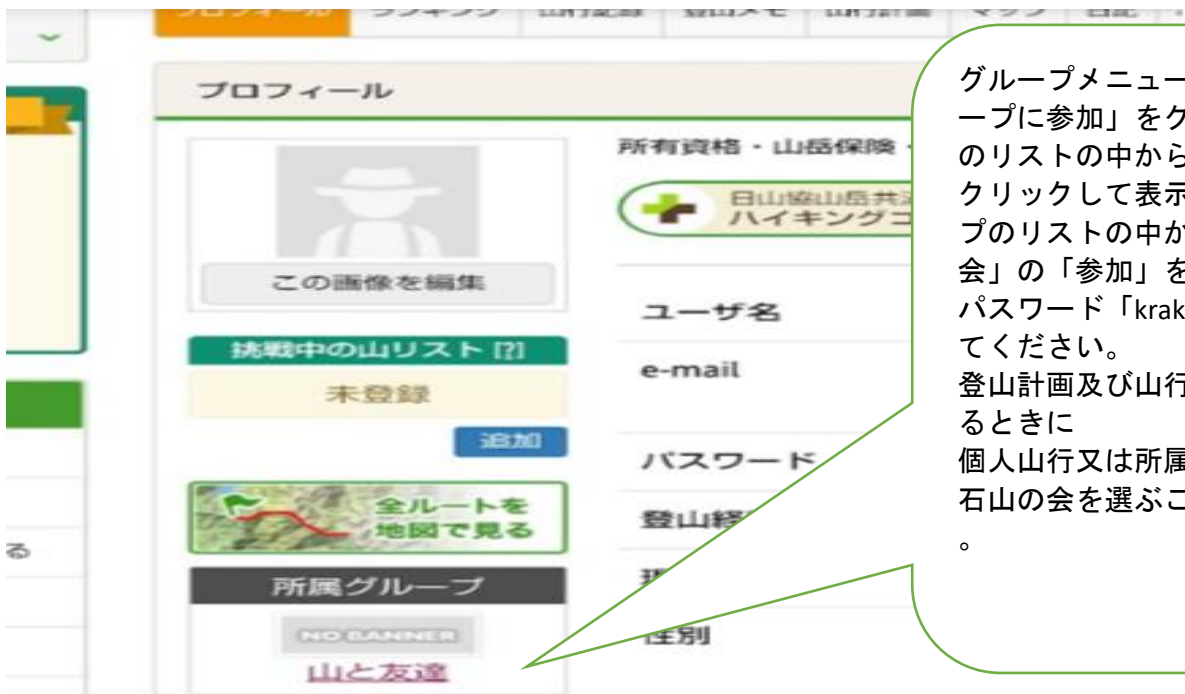 プロフィール ランキング 山行記録 登山メモ 山行計画 マップ 日記
プロフィール
この画像を編集
挑戦中の山リスト [?]
未登録
追加
全ルートを
地図で見る
所属グループ
NO BANNER
山と友達
る
所有資格・山岳保険・
日山協山岳共済
ハイキングコ
ユーザ名
e-mail
パスワード
登山経
性別
グループメニュー
ープに参加」をク
のリストの中から
クリックして表示
プのリストの中か
会」の「参加」を
パスワード「krak
てください。
登山計画及び山行
るときに
個人山行又は所属
石山の会を選ぶこ
。